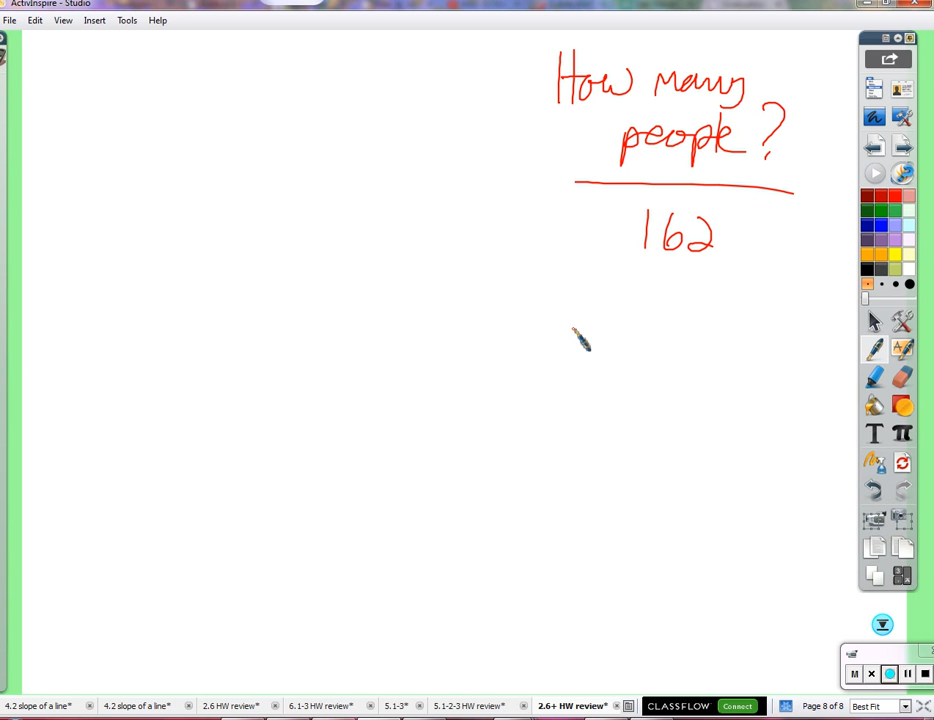 ActivInspire - Studio
File Edit View Insert Tools Help
How many
people?
162
T π
M
4.2 slope of a line* 4.2 slope of a line* 2.6 HW review* 6.1-3 HW review* 5.1-3* 5.1-2-3 HW review* 2.6+ HW review* CLASSFLOW Connect Page 8 of 8 Best Fit